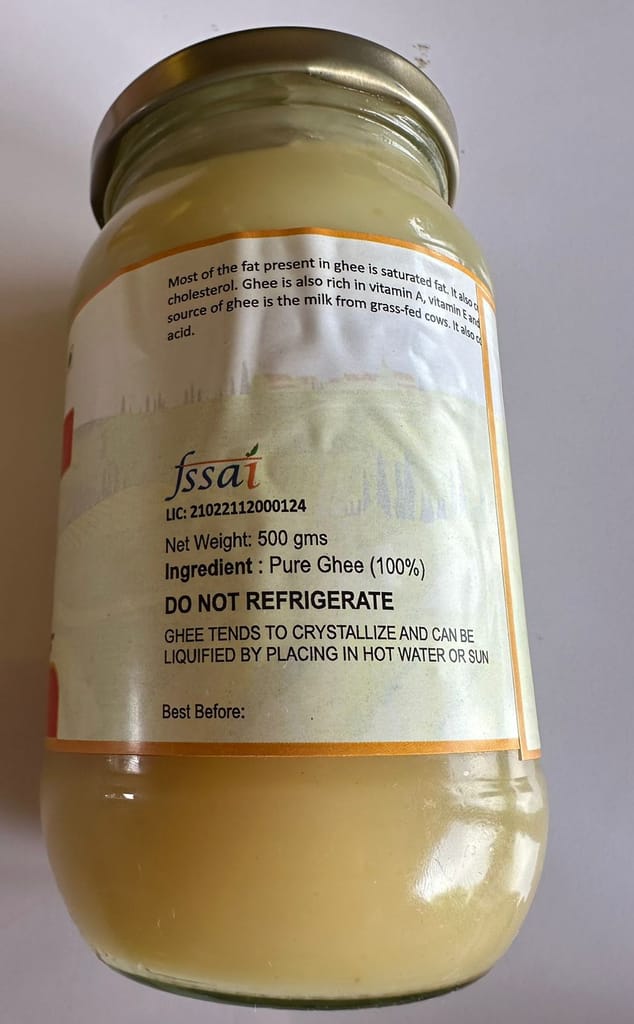 Most of the fat present in ghee is saturated fat. It also
cholesterol. Ghee is also rich in vitamin A, vitamin E and
source of ghee is the milk from grass-fed cows. It also
acid.
fssai
LIC: 21022112000124
Net Weight: 500 gms
Ingredient : Pure Ghee (100%)
DO NOT REFRIGERATE
GHEE TENDS TO CRYSTALLIZE AND CAN BE
LIQUIFIED BY PLACING IN HOT WATER OR SUN
Best Before: